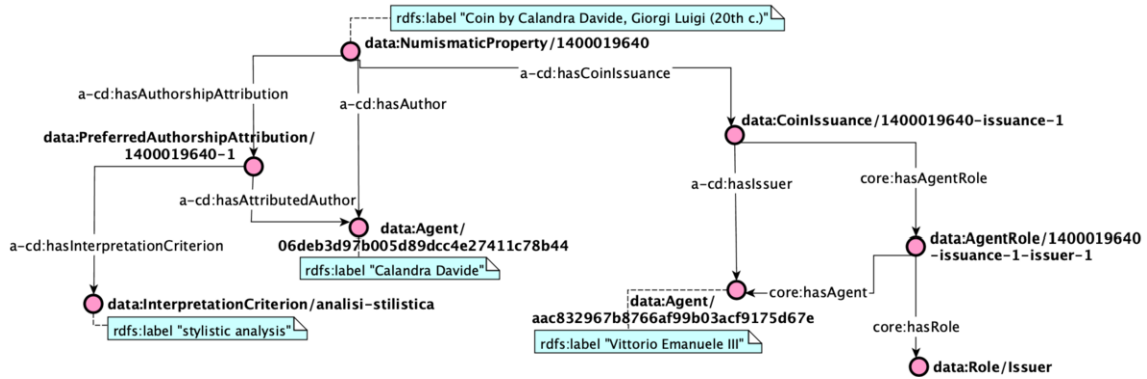 rdfs:label "Coin by Calandra Davide, Giorgi Luigi (20th c.)"
data:NumismaticProperty/1400019640
a-cd:hasCoinIssuance
a-cd:hasAuthorshipAttribution
a-cd:hasAuthor
data:CoinIssuance/1400019640-issuance-1
data:PreferredAuthorshipAttribution/
1400019640-1
a-cd:hasIssuer
core:hasAgentRole
a-cd:hasAttributedAuthor
data:Agent/
06deb3d97b005d89dcc4e27411c78b44
a-cd:hasInterpretationCriterion
data:AgentRole/1400019640
-issuance-1-issuer-1
rdfs:label "Calandra Davide"
core:hasAgent
data:InterpretationCriterion/analisi-stilistica
data:Agent/
aac832967b8766af99b03acf9175d67e
rdfs:label "stylistic analysis"
core:hasRole
rdfs:label "Vittorio Emanuele III"
data:Role/Issuer